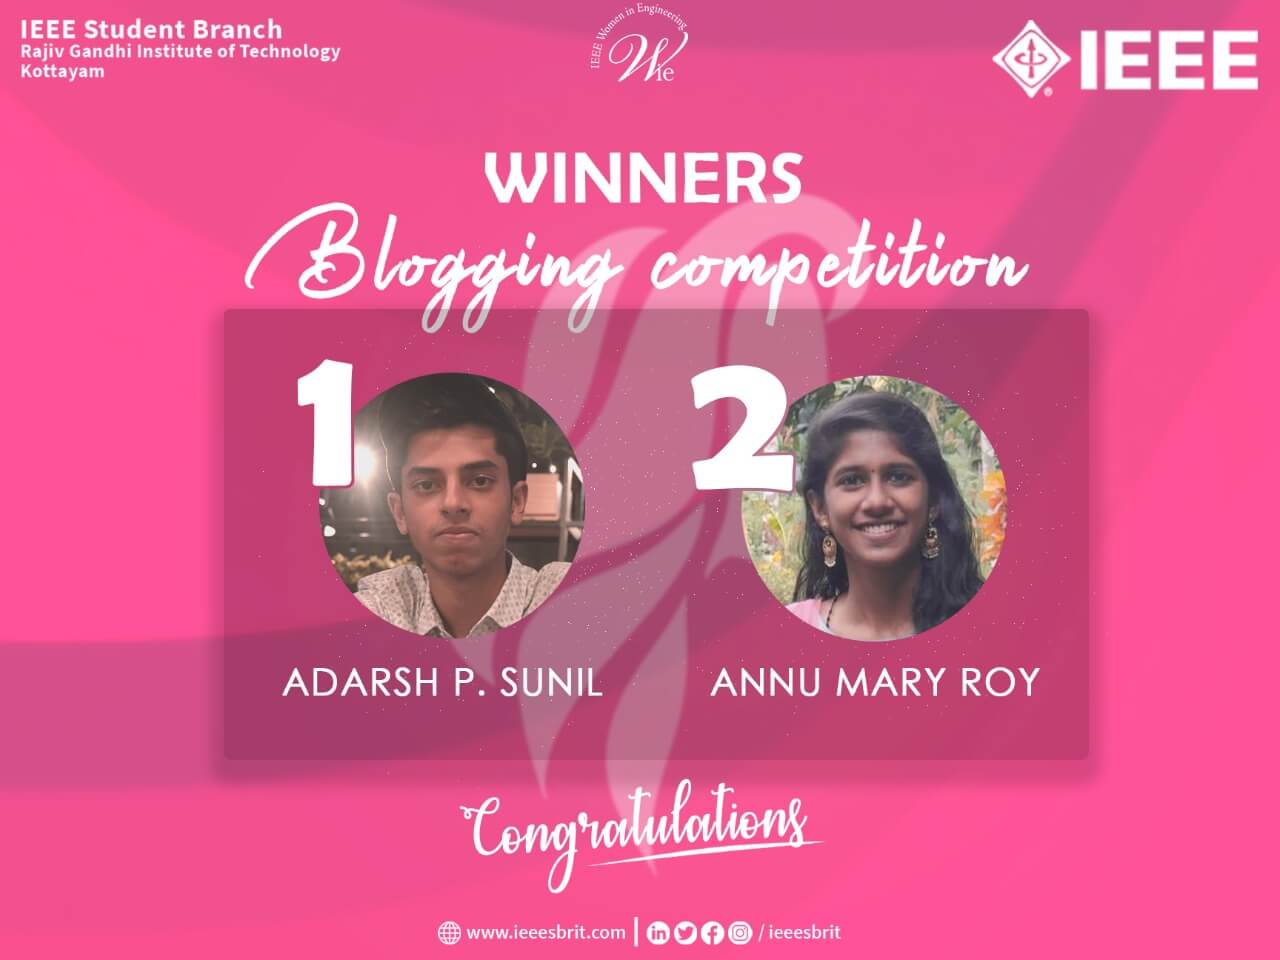 IEEE Student Branch
Rajiv Gandhi Institute of Technology
Kottayam
IEEE Women in Engineering
Wie
IEEE
®
WINNERS
Blogging competition
1
2
ADARSH P. SUNIL
ANNU MARY ROY
Congratulations
www.ieeesbrit.com | in f / ieeesbrit